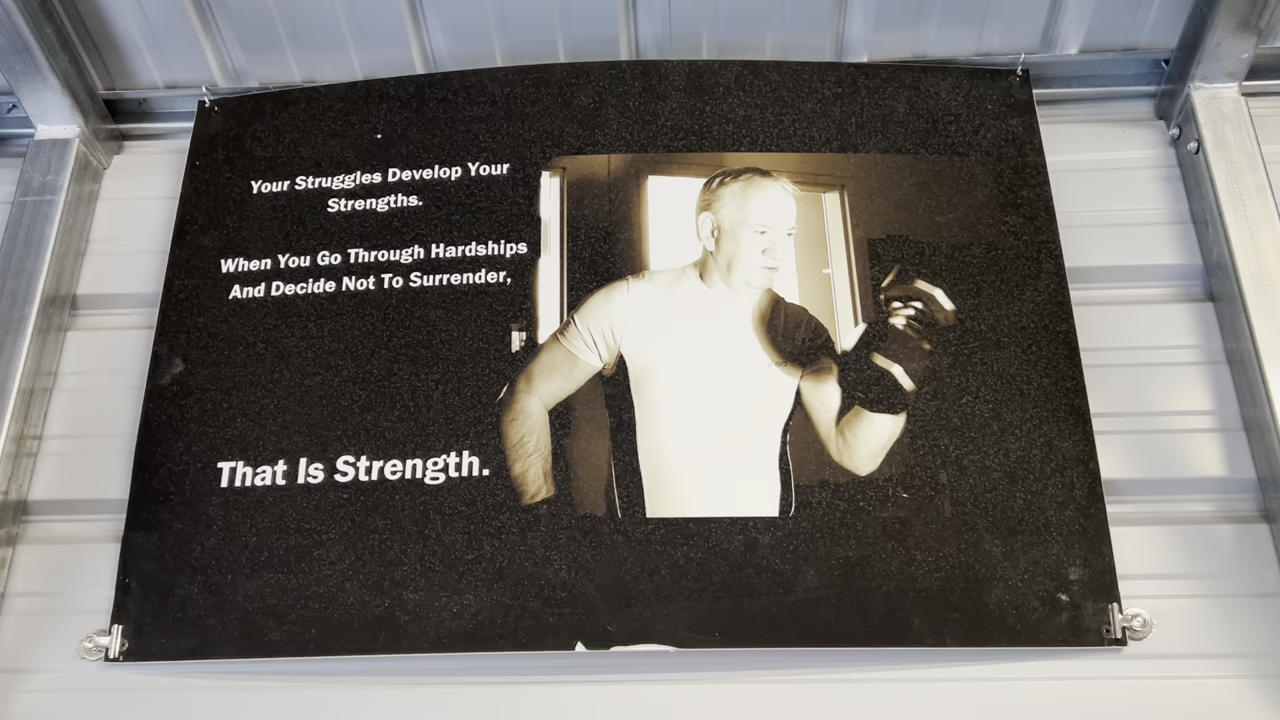 Your Struggles Develop Your
Strengths.
When You Go Through Hardships
And Decide Not To Surrender,
That Is Strength.